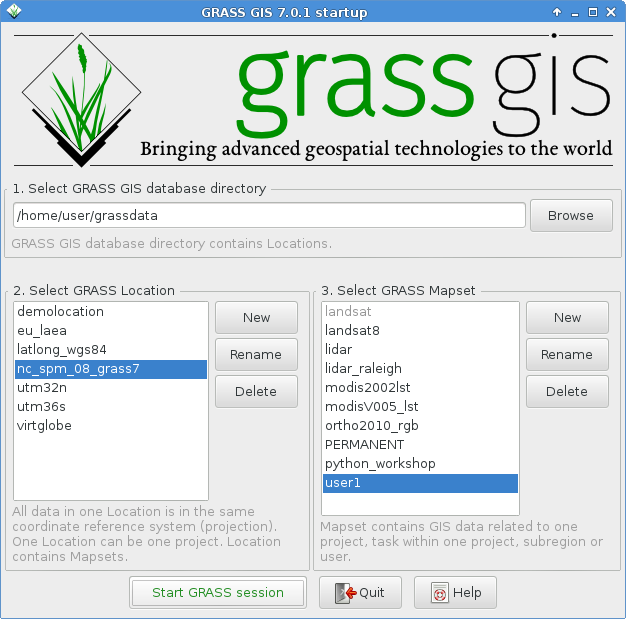 GRASS GIS 7.0.1 startup
grass gis
Bringing advanced geospatial technologies to the world
1. Select GRASS GIS database directory
/home/user/grassdata
Browse
GRASS GIS database directory contains Locations.
2. Select GRASS Location
demolocation
eu_laea
latlong_wgs84
nc_spm_08_grass7
utm32n
utm36s
virtglobe
New
Rename
Delete
All data in one Location is in the same
coordinate reference system (projection).
One Location can be one project. Location
contains Mapsets.
3. Select GRASS Mapset
landsat
landsat8
lidar
lidar_raleigh
modis2002lst
modisV005_lst
ortho2010_rgb
PERMANENT
python_workshop
user1
New
Rename
Delete
Mapset contains GIS data related to one
project, task within one project, subregion or
user.
Start GRASS session
Quit
Help